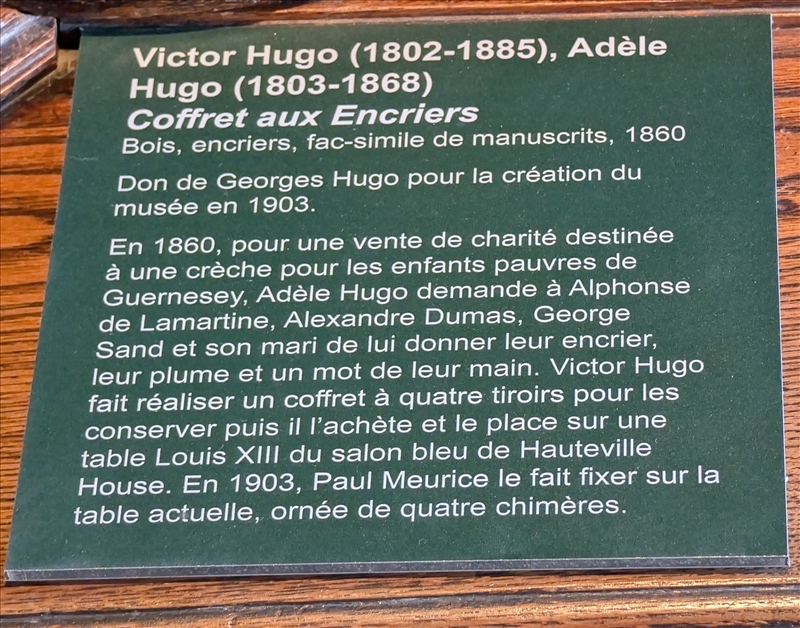 Victor Hugo (1802-1885), Adèle
Hugo (1803-1868)
Coffret aux Encriers
Bois, encriers, fac-simile de manuscrits, 1860
Don de Georges Hugo pour la création du
musée en 1903.
En 1860, pour une vente de charité destinée
à une crèche pour les enfants pauvres de
Guernesey, Adèle Hugo demande à Alphonse
de Lamartine, Alexandre Dumas, George
Sand et son mari de lui donner leur encrier,
leur plume et un mot de leur main. Victor Hugo
fait réaliser un coffret à quatre tiroirs pour les
conserver puis il l'achète et le place sur une
table Louis XIII du salon bleu de Hauteville
House. En 1903, Paul Meurice le fait fixer sur la
table actuelle, ornée de quatre chimères.